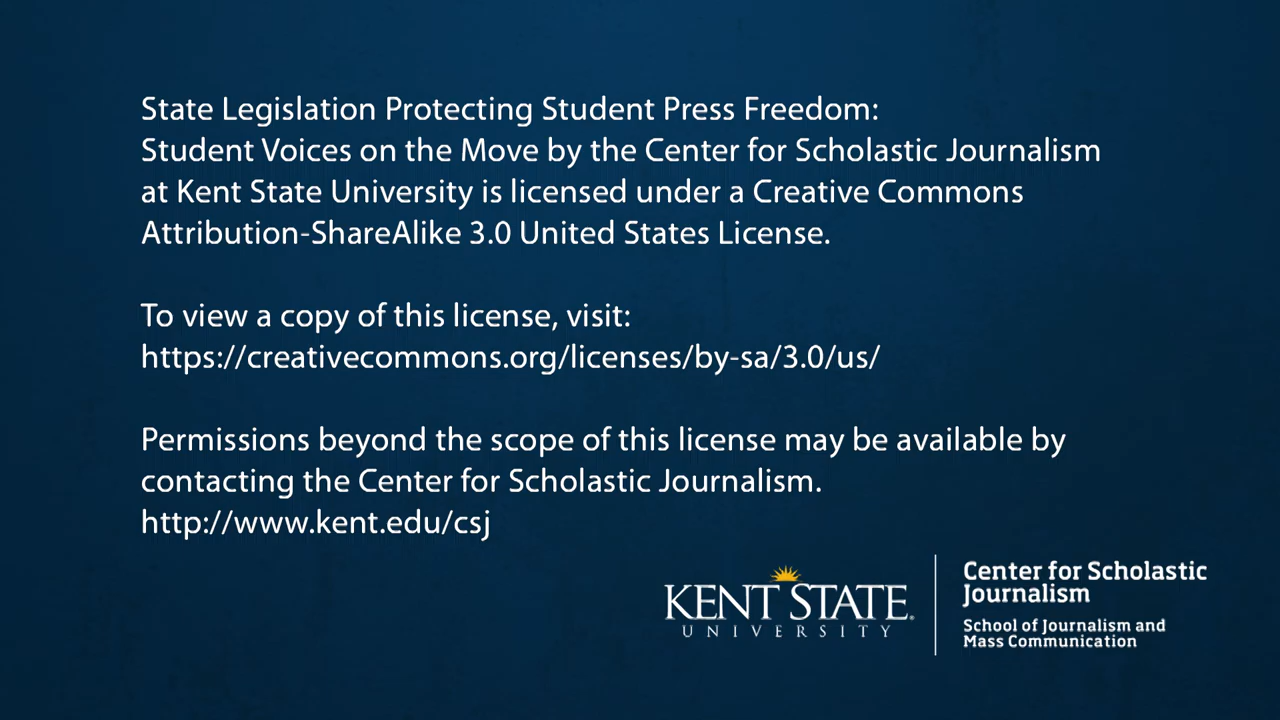 State Legislation Protecting Student Press Freedom:
Student Voices on the Move by the Center for Scholastic Journalism
at Kent State University is licensed under a Creative Commons
Attribution-ShareAlike 3.0 United States License.
To view a copy of this license, visit:
https://creativecommons.org/licenses/by-sa/3.0/us/
Permissions beyond the scope of this license may be available by
contacting the Center for Scholastic Journalism.
http://www.kent.edu/csj
KENT STATE®
UNIVERSITY
Center for Scholastic
Journalism
School of Journalism and
Mass Communication